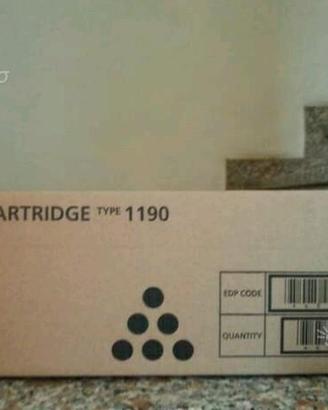 ARTRIDGE TYPE 1190
EDP CODE
QUANTITY